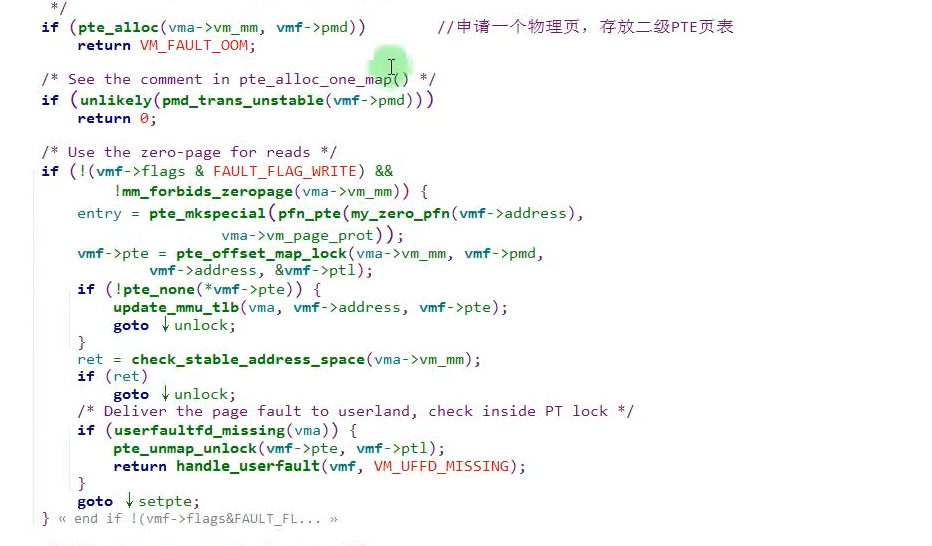 */
if (pte_alloc(vma->vm_mm, vmf->pmd)) //申请一个物理页，存放二级PTE页表
return VM_FAULT_OOM;
/* See the comment in pte_alloc_one_map() */
if (unlikely(pmd_trans_unstable(vmf->pmd)))
return 0;
/* Use the zero-page for reads */
if (!(vmf->flags & FAULT_FLAG_WRITE) &&
!mm_forbids_zeropage(vma->vm_mm)) {
entry = pte_mkspecial(pfn_pte(my_zero_pfn(vmf->address),
vma->vm_page_prot));
vmf->pte = pte_offset_map_lock(vma->vm_mm, vmf->pmd,
vmf->address, &vmf->ptl);
if (!pte_none(*vmf->pte)) {
update_mmu_tlb(vma, vmf->address, vmf->pte);
goto ↓unlock;
}
ret = check_stable_address_space(vma->vm_mm);
if (ret)
goto ↓unlock;
/* Deliver the page fault to userland, check inside PT lock */
if (userfaultfd_missing(vma)) {
pte_unmap_unlock(vmf->pte, vmf->ptl);
return handle_userfault(vmf, VM_UFFD_MISSING);
}
goto ↓setpte;
} « end if !(vmf->flags&FAULT_FL... »